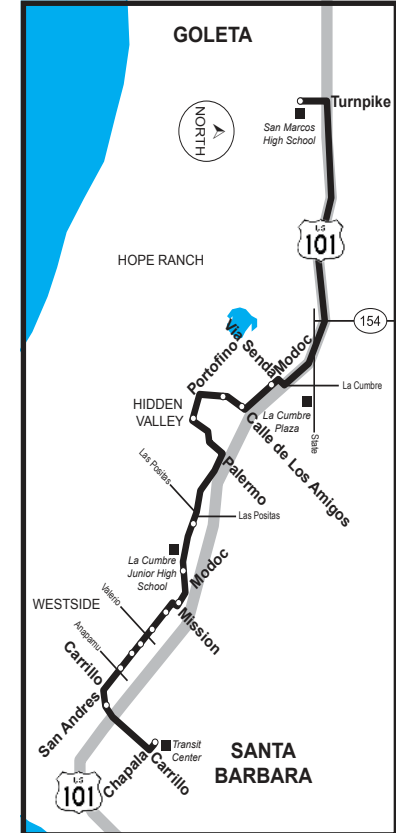 GOLETA
Turnpike
San Marcos
High School
NORTH
US
101
HOPE RANCH
154
Via Senda
Modoc
Portofino
La Cumbre
HIDDEN
VALLEY
La Cumbre
Plaza
State
Calle de Los Amigos
Palermo
Las Positas
Las Positas
La Cumbre
Junior High
School
Modoc
Valerio
WESTSIDE
Mission
Anapamu
Carrillo
San Andres
Transit
Center
Chapala
Carrillo
SANTA
BARBARA
US
101